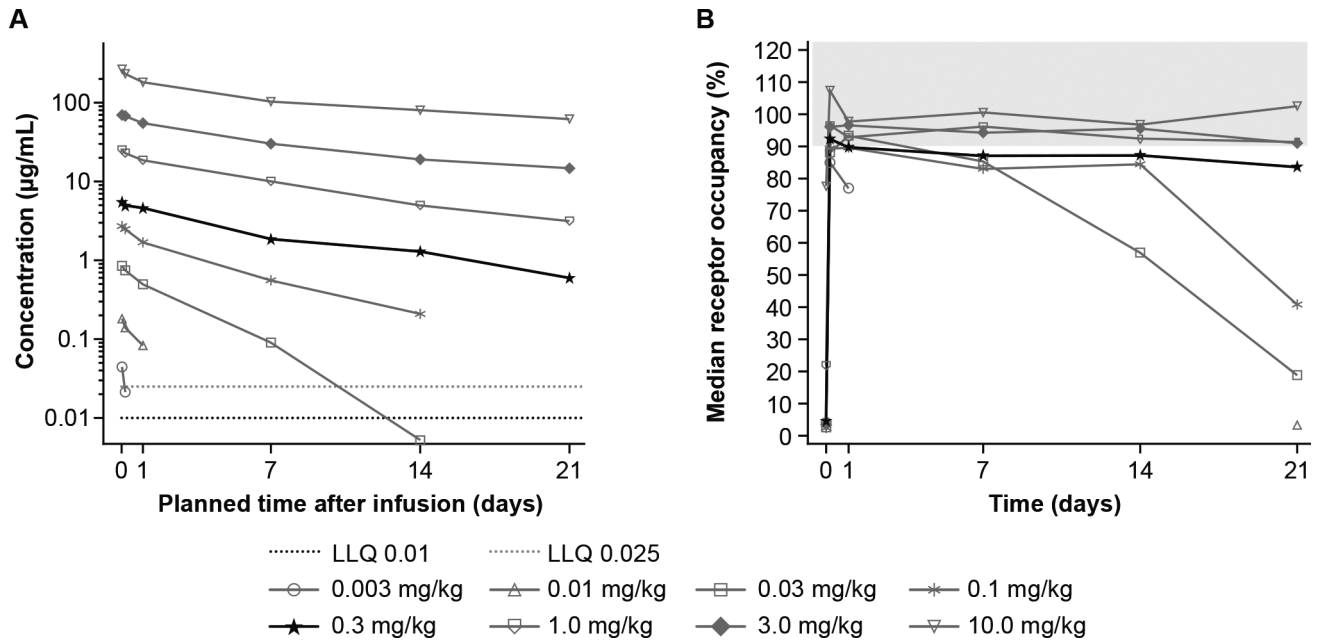 A
Concentration (µg/mL)
100
10
1
0.1
0.01
0 1 7 14 21
Planned time after infusion (days)
B
Median receptor occupancy (%)
120
110
100
90
80
70
60
50
40
30
20
10
0
0 1 7 14 21
Time (days)
LLQ 0.01 LLQ 0.025
0.003 mg/kg 0.01 mg/kg 0.03 mg/kg 0.1 mg/kg
0.3 mg/kg 1.0 mg/kg 3.0 mg/kg 10.0 mg/kg